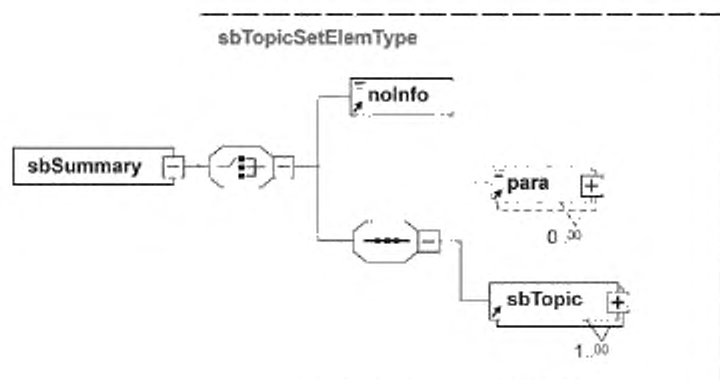 sbTopicSetElemType
noInfo
sbSummary
para
0..∞
sbTopic
1..∞